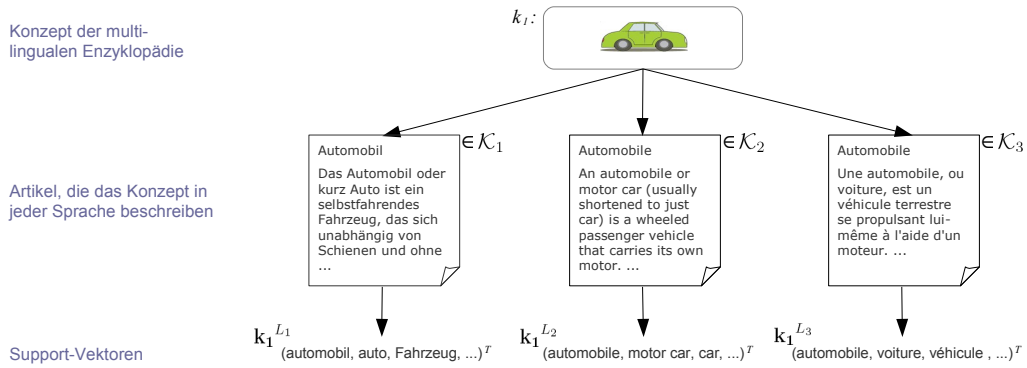 Konzept der multi-
lingualen Enzyklopädie
k₁:
Artikel, die das Konzept in
jeder Sprache beschreiben
∈ 𝒦₁
Automobil
Das Automobil oder
kurz Auto ist ein
selbstfahrendes
Fahrzeug, das sich
unabhängig von
Schienen und ohne
...
∈ 𝒦₂
Automobile
An automobile or
motor car (usually
shortened to just
car) is a wheeled
passenger vehicle
that carries its own
motor. ...
∈ 𝒦₃
Automobile
Une automobile, ou
voiture, est un
véhicule terrestre
se propulsant lui-
même à l'aide d'un
moteur. ...
Support-Vektoren
k₁^L₁ (automobil, auto, Fahrzeug, ...)^T
k₁^L₂ (automobile, motor car, car, ...)^T
k₁^L₃ (automobile, voiture, véhicule , ...)^T